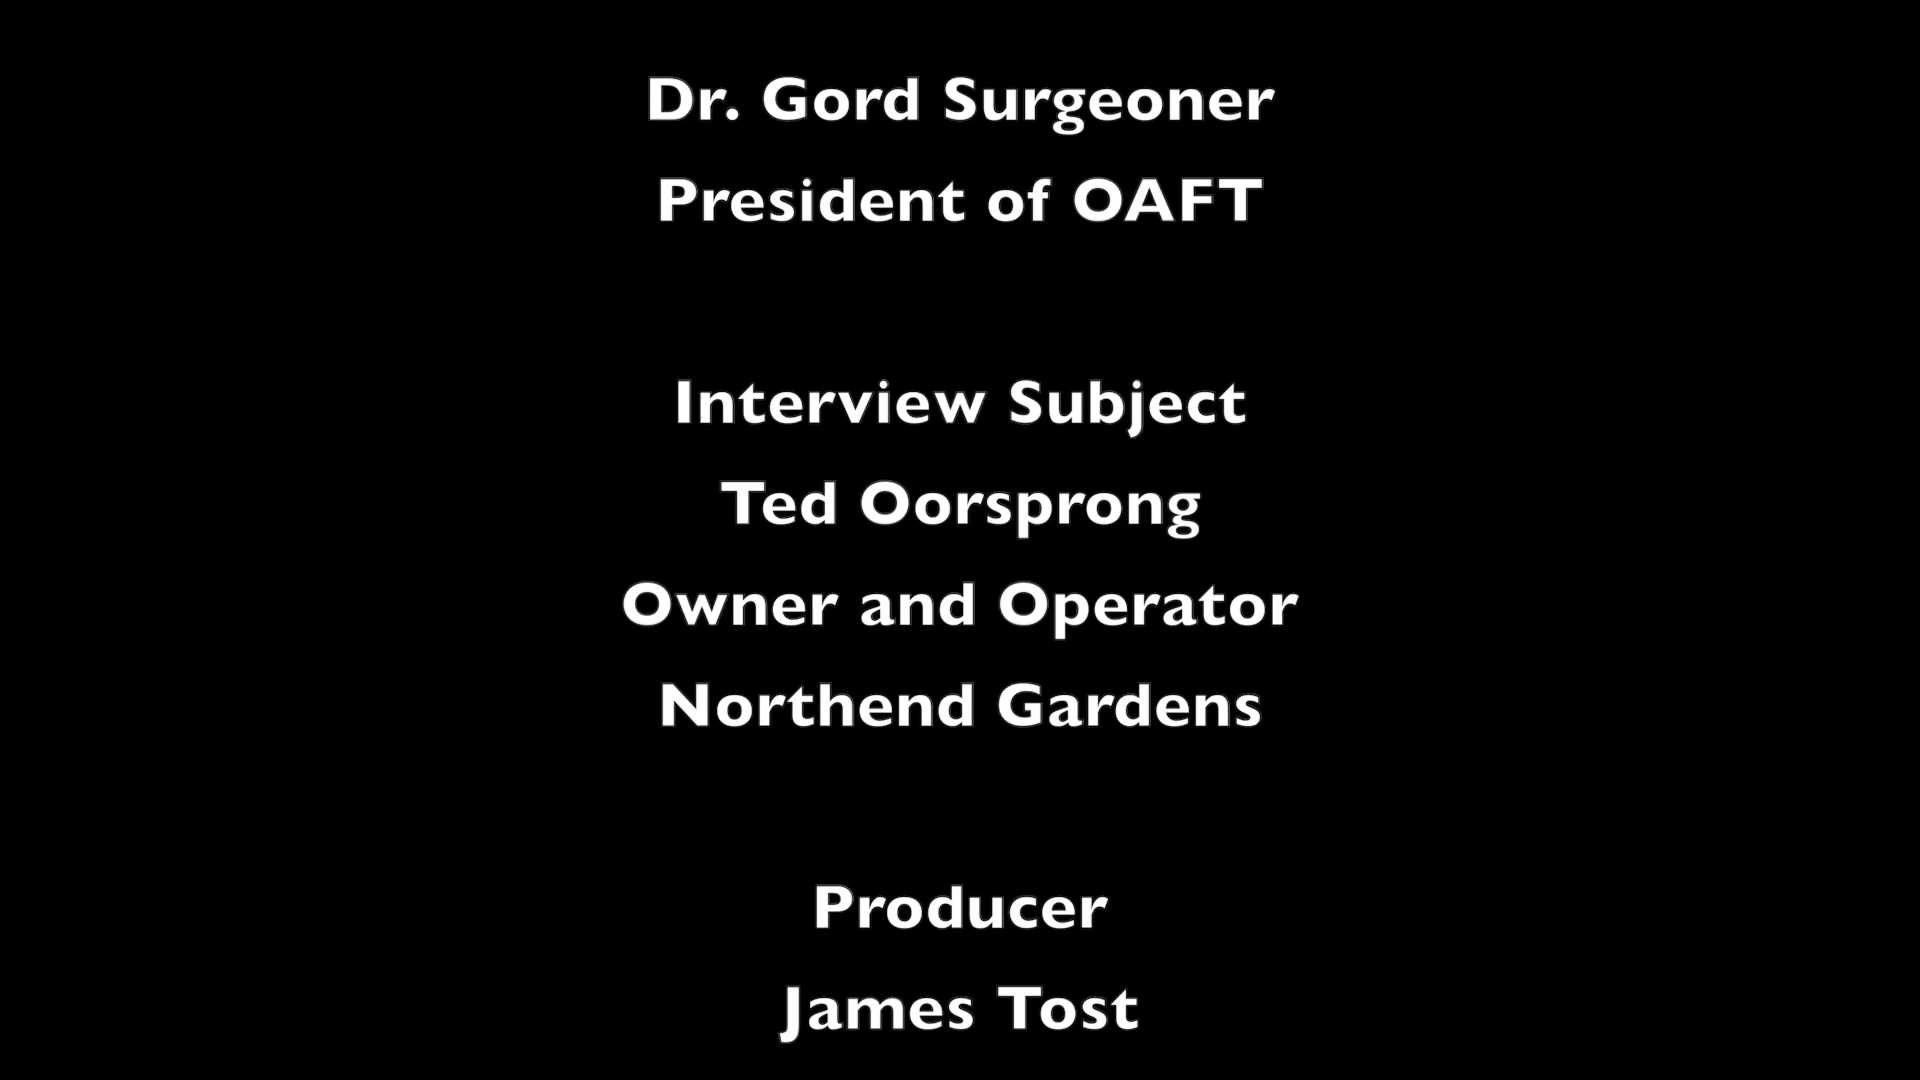 Dr. Gord Surgeoner
President of OAFT
Interview Subject
Ted Oorsprong
Owner and Operator
Northend Gardens
Producer
James Tost